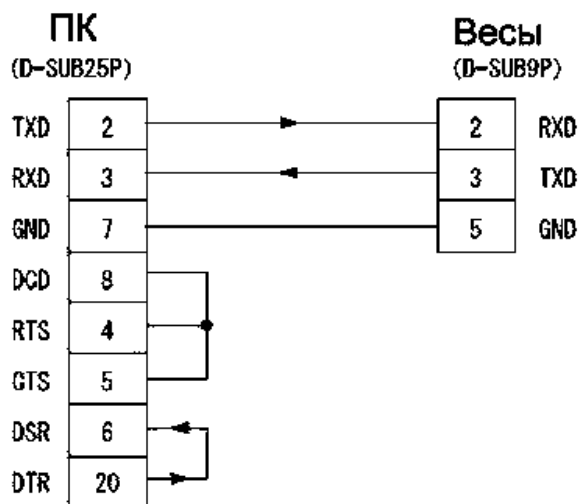 ПК Весы
(D-SUB25P) (D-SUB9P)
TXD 2 2 RXD
RXD 3 3 TXD
GND 7 5 GND
DCD 8
RTS 4
CTS 5
DSR 6
DTR 20